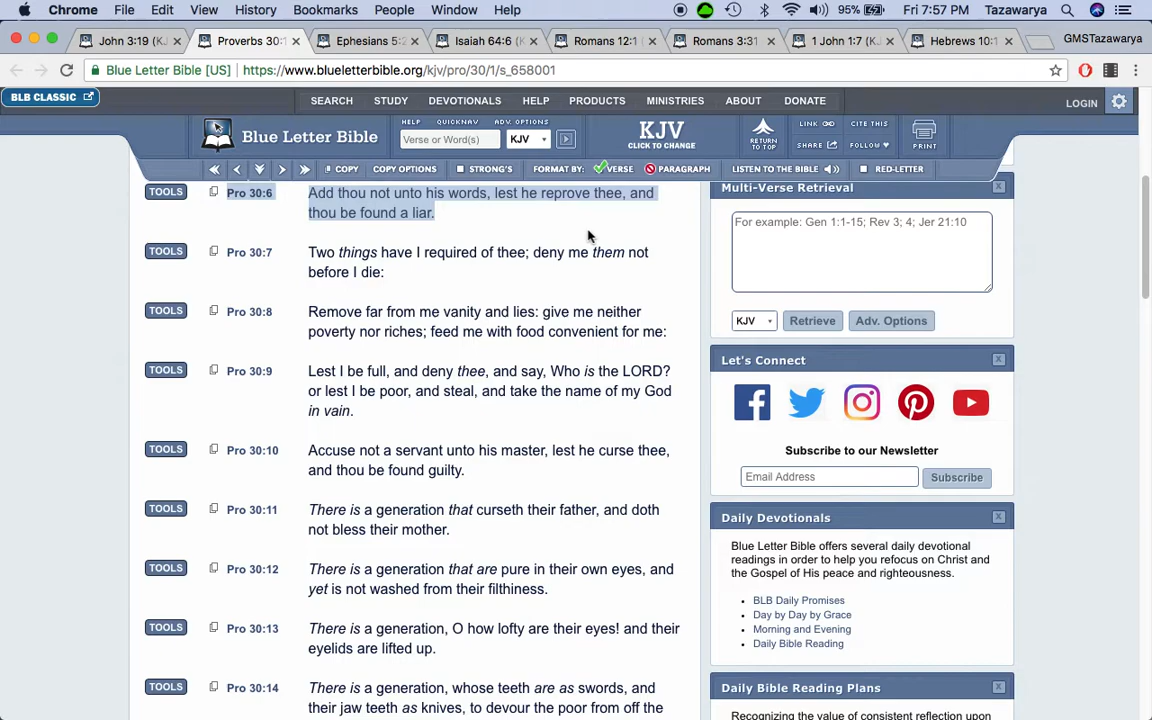 Chrome File Edit View History Bookmarks People Window Help 95% Fri 7:57 PM Tazawarya
John 3:19 (KJV Proverbs 30:1 Ephesians 5:2 Isaiah 64:6 (K Romans 12:1 ( Romans 3:31 1 John 1:7 (KJ Hebrews 10:1 GMSTazawarya
Blue Letter Bible [US] https://www.blueletterbible.org/kjv/pro/30/1/s_658001
BLB CLASSIC SEARCH STUDY DEVOTIONALS HELP PRODUCTS MINISTRIES ABOUT DONATE LOGIN
Blue Letter Bible
HELP QUICKNAV ADV. OPTIONS
Verse or Word(s) KJV
KJV
CLICK TO CHANGE
RETURN
TO TOP
LINK CITE THIS
SHARE FOLLOW
PRINT
COPY COPY OPTIONS STRONG'S FORMAT BY: VERSE PARAGRAPH LISTEN TO THE BIBLE RED-LETTER
TOOLS Pro 30:6 Add thou not unto his words, lest he reprove thee, and
thou be found a liar.
TOOLS Pro 30:7 Two things have I required of thee; deny me them not
before I die:
TOOLS Pro 30:8 Remove far from me vanity and lies: give me neither
poverty nor riches; feed me with food convenient for me:
TOOLS Pro 30:9 Lest I be full, and deny thee, and say, Who is the LORD?
or lest I be poor, and steal, and take the name of my God
in vain.
TOOLS Pro 30:10 Accuse not a servant unto his master, lest he curse thee,
and thou be found guilty.
TOOLS Pro 30:11 There is a generation that curseth their father, and doth
not bless their mother.
TOOLS Pro 30:12 There is a generation that are pure in their own eyes, and
yet is not washed from their filthiness.
TOOLS Pro 30:13 There is a generation, O how lofty are their eyes! and their
eyelids are lifted up.
TOOLS Pro 30:14 There is a generation, whose teeth are as swords, and
their jaw teeth as knives, to devour the poor from off the
Multi-Verse Retrieval X
For example: Gen 1:1-15; Rev 3; 4; Jer 21:10
KJV Retrieve Adv. Options
Let's Connect X
Subscribe to our Newsletter
Email Address Subscribe
Daily Devotionals X
Blue Letter Bible offers several daily devotional
readings in order to help you refocus on Christ and
the Gospel of His peace and righteousness.
• BLB Daily Promises
• Day by Day by Grace
• Morning and Evening
• Daily Bible Reading
Daily Bible Reading Plans X
Recognizing the value of consistent reflection upon